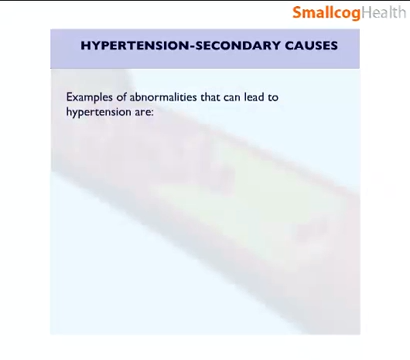 SmallcogHealth
HYPERTENSION-SECONDARY CAUSES
Examples of abnormalities that can lead to
hypertension are: